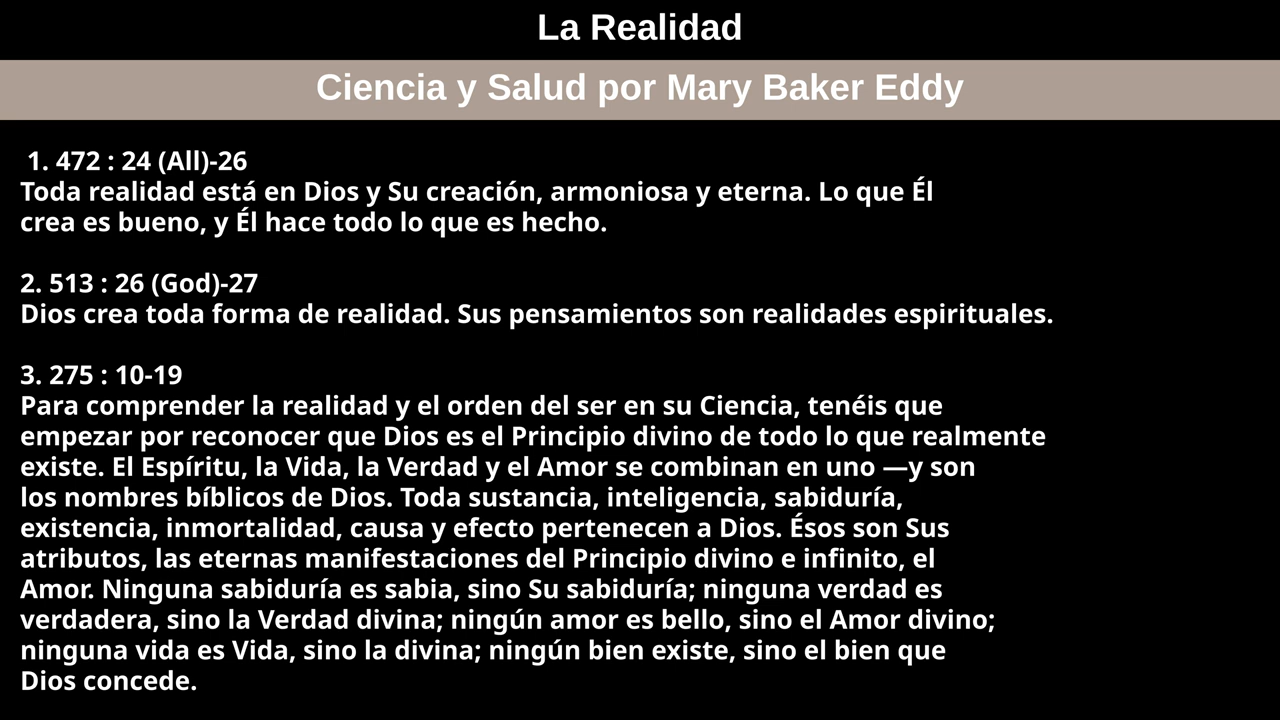 La Realidad
Ciencia y Salud por Mary Baker Eddy
1. 472 : 24 (All)-26
Toda realidad está en Dios y Su creación, armoniosa y eterna. Lo que Él
crea es bueno, y Él hace todo lo que es hecho.
2. 513 : 26 (God)-27
Dios crea toda forma de realidad. Sus pensamientos son realidades espirituales.
3. 275 : 10-19
Para comprender la realidad y el orden del ser en su Ciencia, tenéis que
empezar por reconocer que Dios es el Principio divino de todo lo que realmente
existe. El Espíritu, la Vida, la Verdad y el Amor se combinan en uno —y son
los nombres bíblicos de Dios. Toda sustancia, inteligencia, sabiduría,
existencia, inmortalidad, causa y efecto pertenecen a Dios. Ésos son Sus
atributos, las eternas manifestaciones del Principio divino e infinito, el
Amor. Ninguna sabiduría es sabia, sino Su sabiduría; ninguna verdad es
verdadera, sino la Verdad divina; ningún amor es bello, sino el Amor divino;
ninguna vida es Vida, sino la divina; ningún bien existe, sino el bien que
Dios concede.